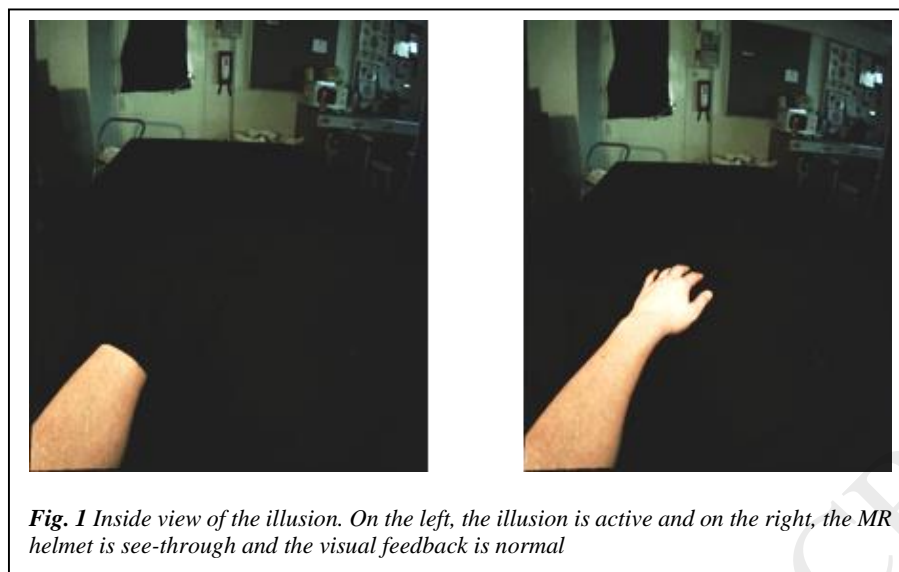 Fig. 1 Inside view of the illusion. On the left, the illusion is active and on the right, the MR
helmet is see-through and the visual feedback is normal